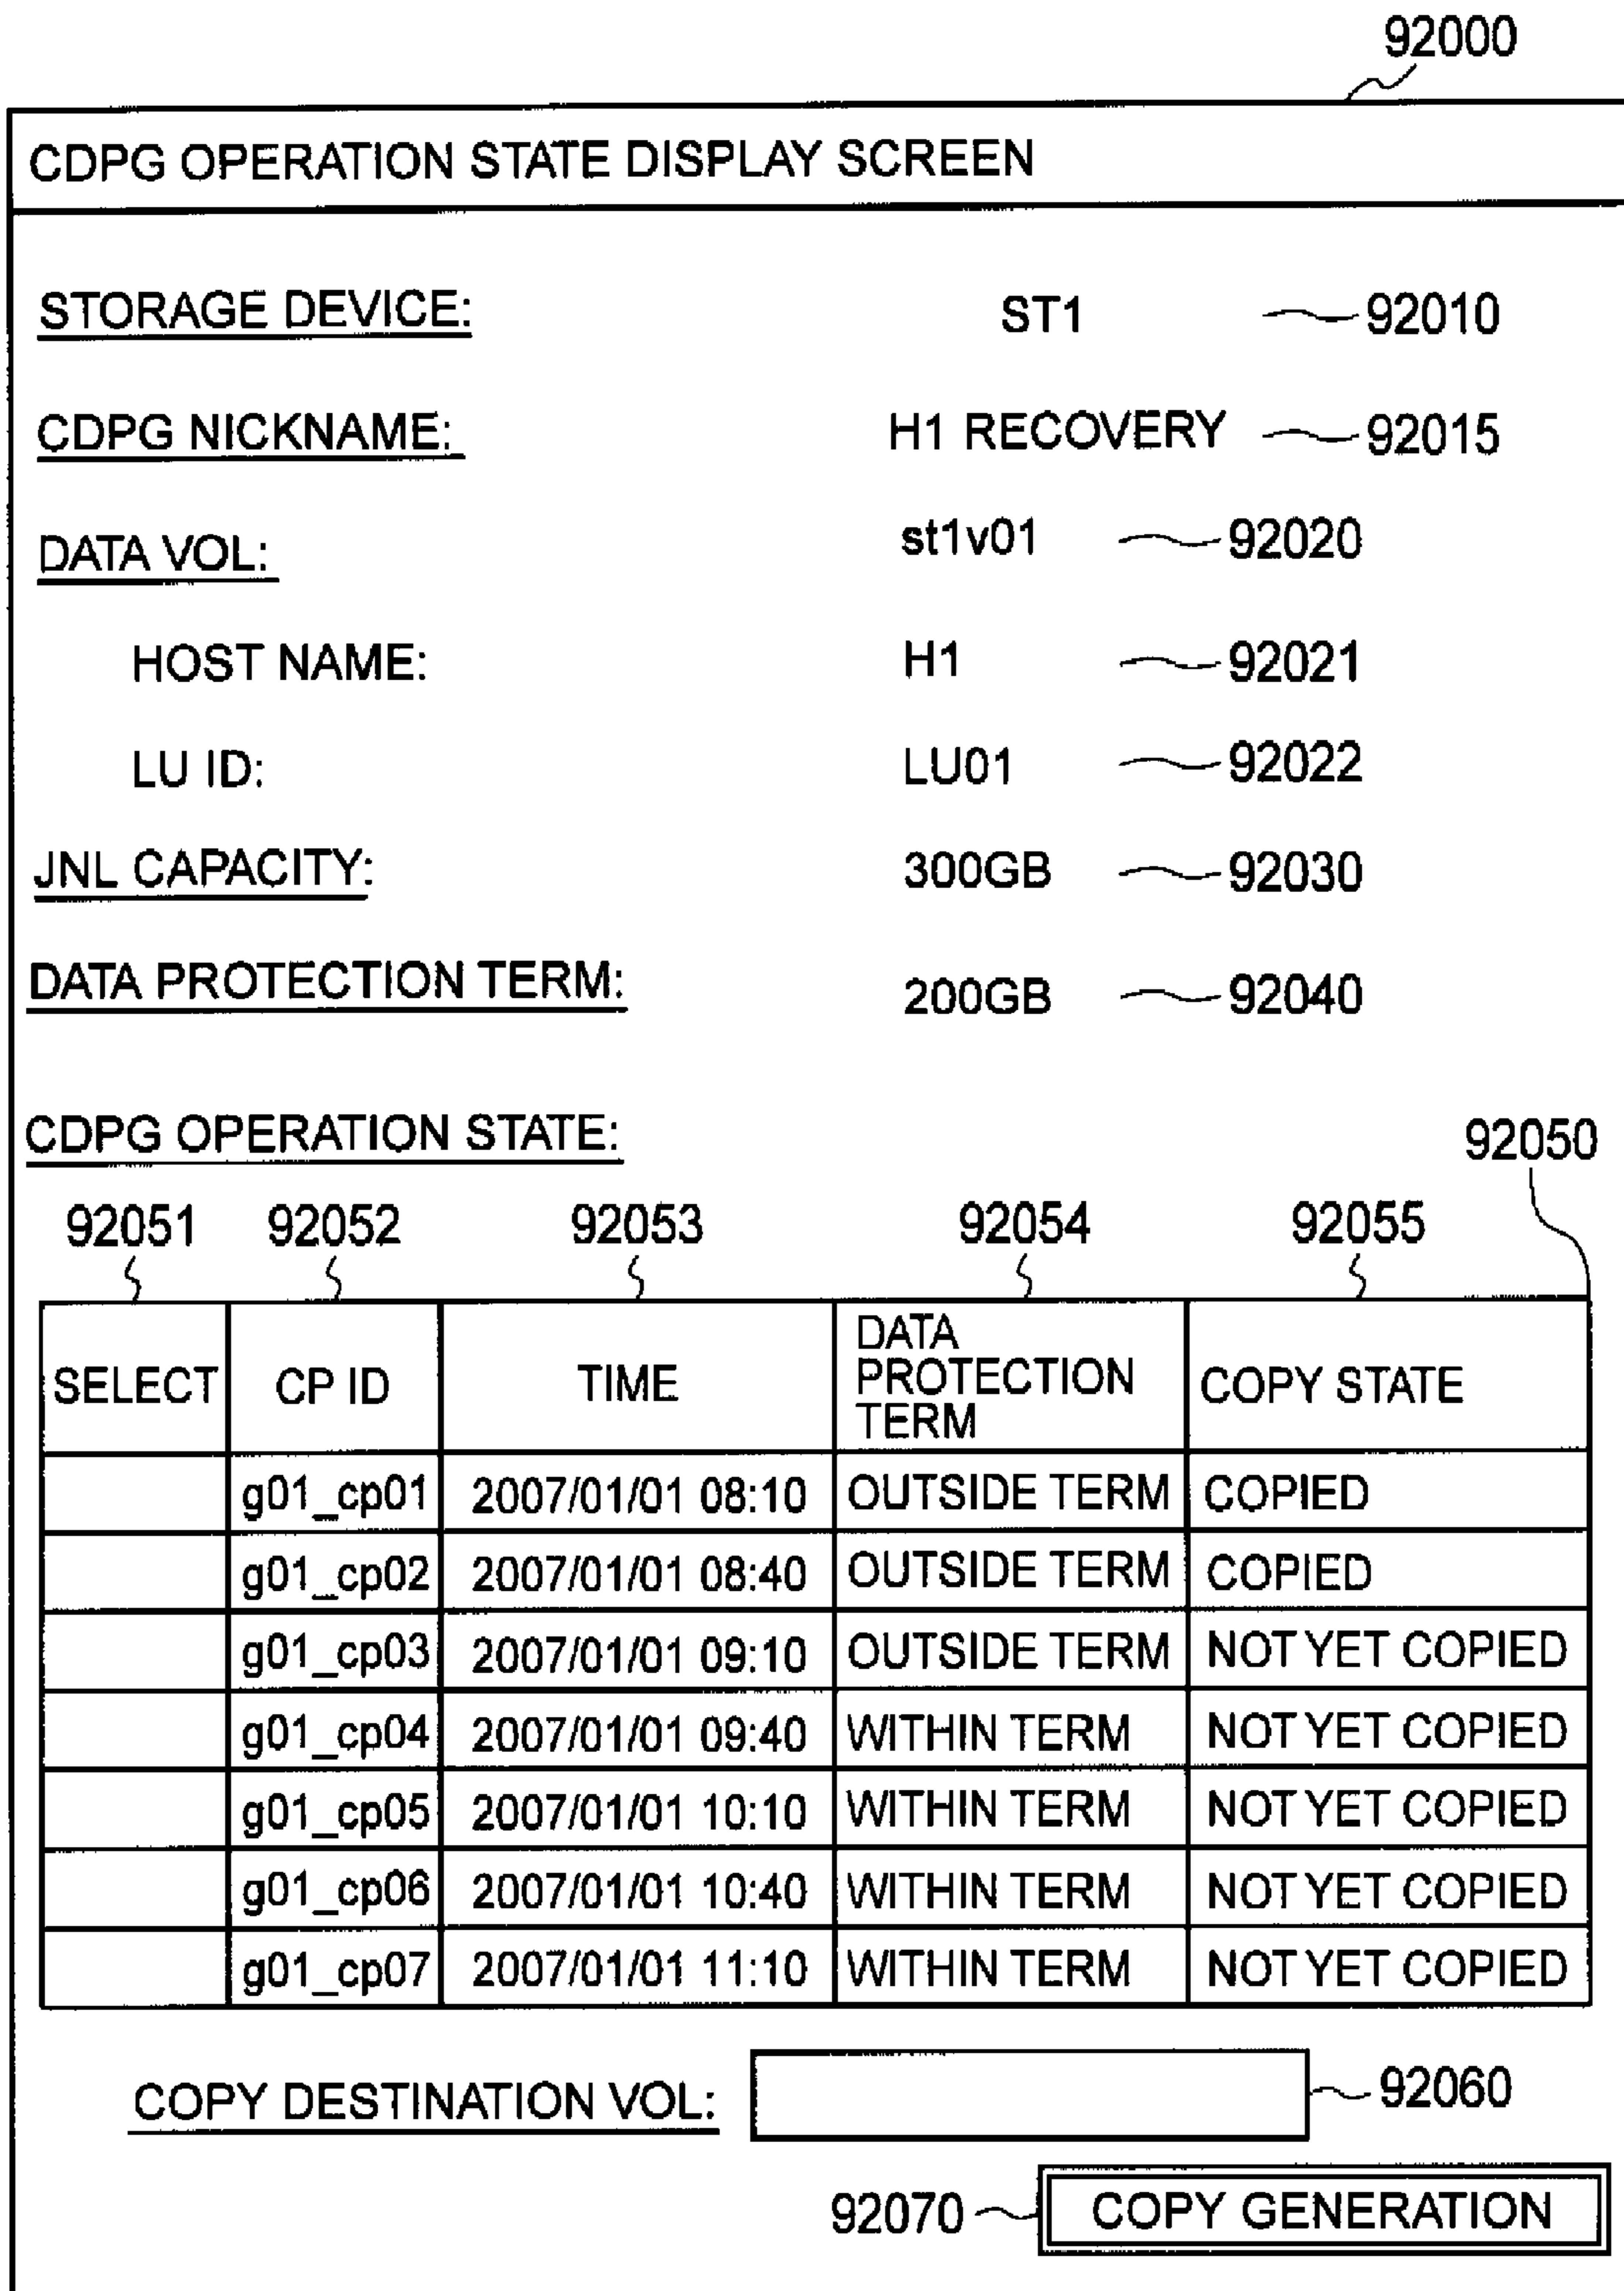 92000
CDPG OPERATION STATE DISPLAY SCREEN
STORAGE DEVICE: ST1 92010
CDPG NICKNAME: H1 RECOVERY 92015
DATA VOL: st1v01 92020
HOST NAME: H1 92021
LU ID: LU01 92022
JNL CAPACITY: 300GB 92030
DATA PROTECTION TERM: 200GB 92040
CDPG OPERATION STATE: 92050
92051 92052 92053 92054 92055
SELECT CP ID TIME DATA PROTECTION TERM COPY STATE
g01_cp01 2007/01/01 08:10 OUTSIDE TERM COPIED
g01_cp02 2007/01/01 08:40 OUTSIDE TERM COPIED
g01_cp03 2007/01/01 09:10 OUTSIDE TERM NOT YET COPIED
g01_cp04 2007/01/01 09:40 WITHIN TERM NOT YET COPIED
g01_cp05 2007/01/01 10:10 WITHIN TERM NOT YET COPIED
g01_cp06 2007/01/01 10:40 WITHIN TERM NOT YET COPIED
g01_cp07 2007/01/01 11:10 WITHIN TERM NOT YET COPIED
COPY DESTINATION VOL: 92060
92070 COPY GENERATION